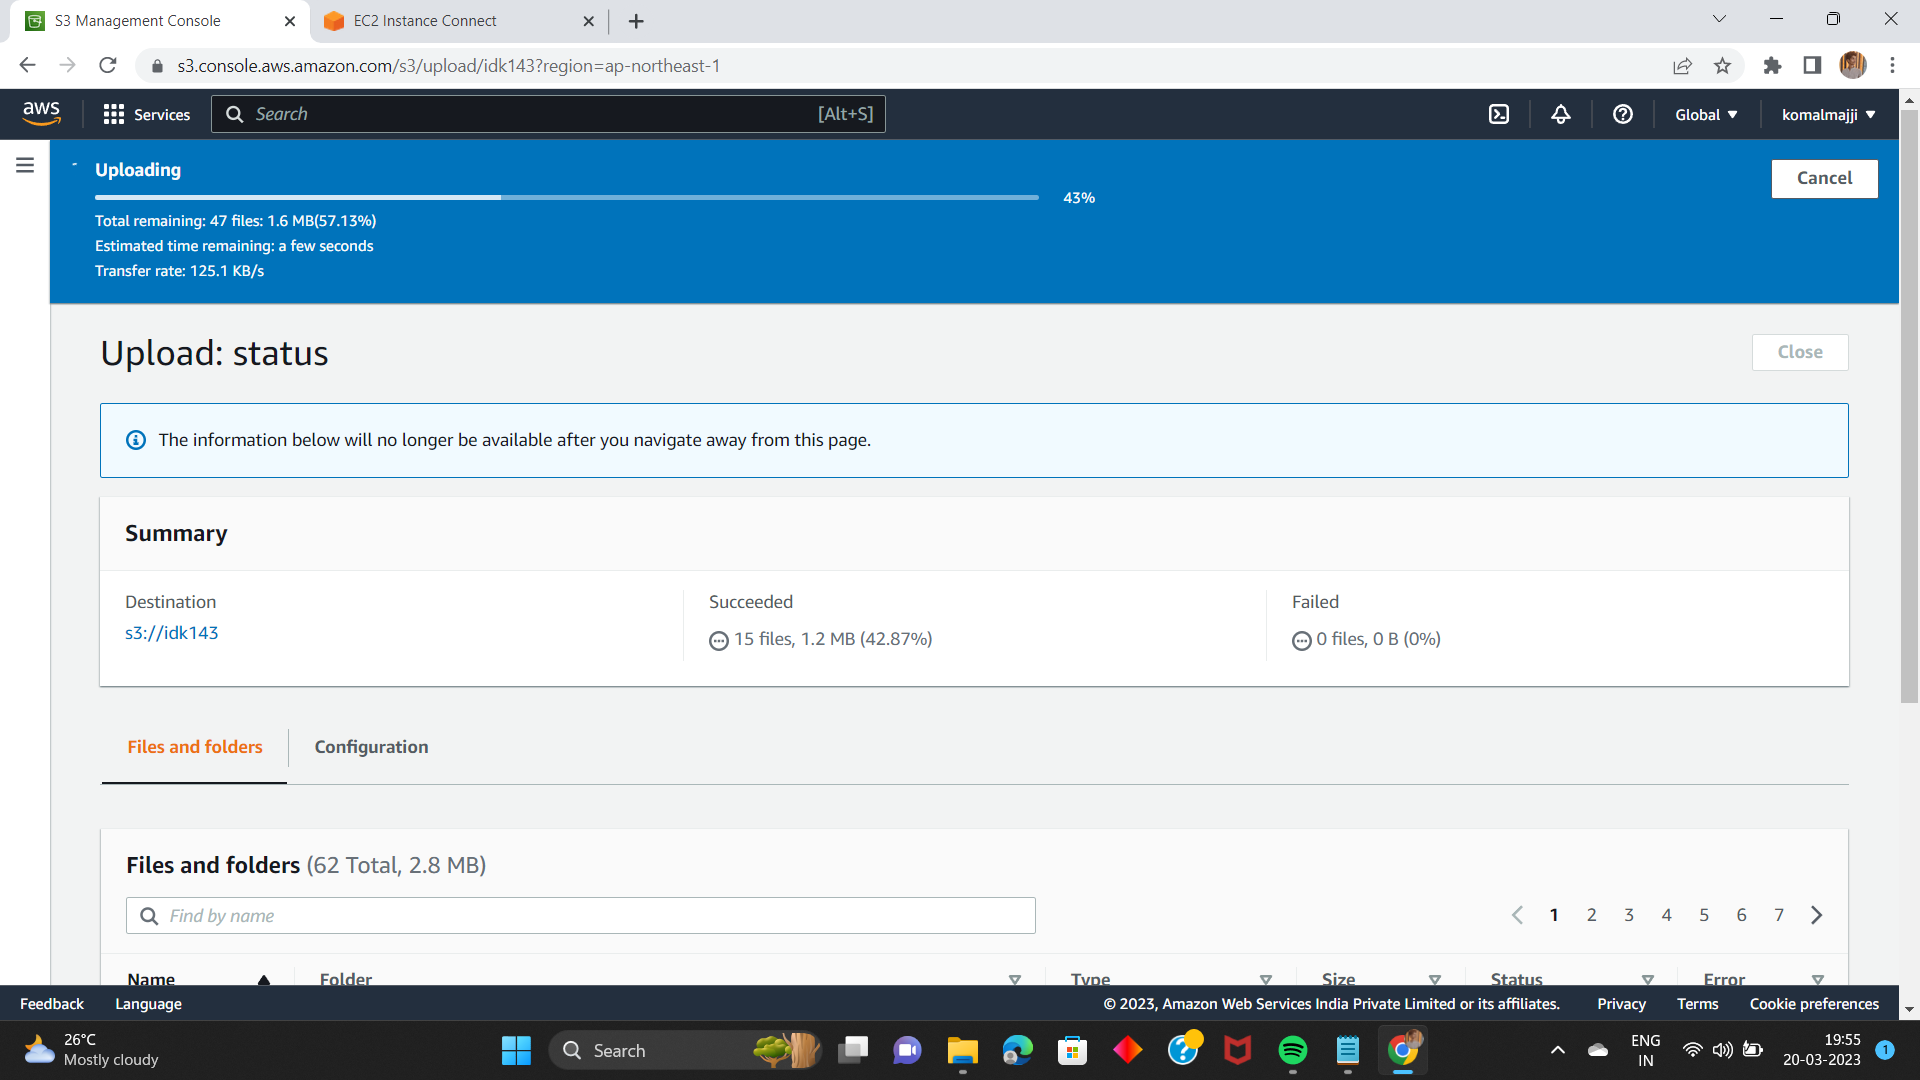 S3 Management Console
EC2 Instance Connect
s3.console.aws.amazon.com/s3/upload/idk143?region=ap-northeast-1
aws
Services
Search
[Alt+S]
Global
komalmajji
Uploading
Cancel
43%
Total remaining: 47 files: 1.6 MB(57.13%)
Estimated time remaining: a few seconds
Transfer rate: 125.1 KB/s
Upload: status
Close
The information below will no longer be available after you navigate away from this page.
Summary
Destination
s3://idk143
Succeeded
15 files, 1.2 MB (42.87%)
Failed
0 files, 0 B (0%)
Files and folders
Configuration
Files and folders (62 Total, 2.8 MB)
Find by name
1 2 3 4 5 6 7
Name Folder Type Size Status Error
Feedback Language
© 2023, Amazon Web Services India Private Limited or its affiliates. Privacy Terms Cookie preferences
26°C
Mostly cloudy
Search
ENG
IN
19:55
20-03-2023
1